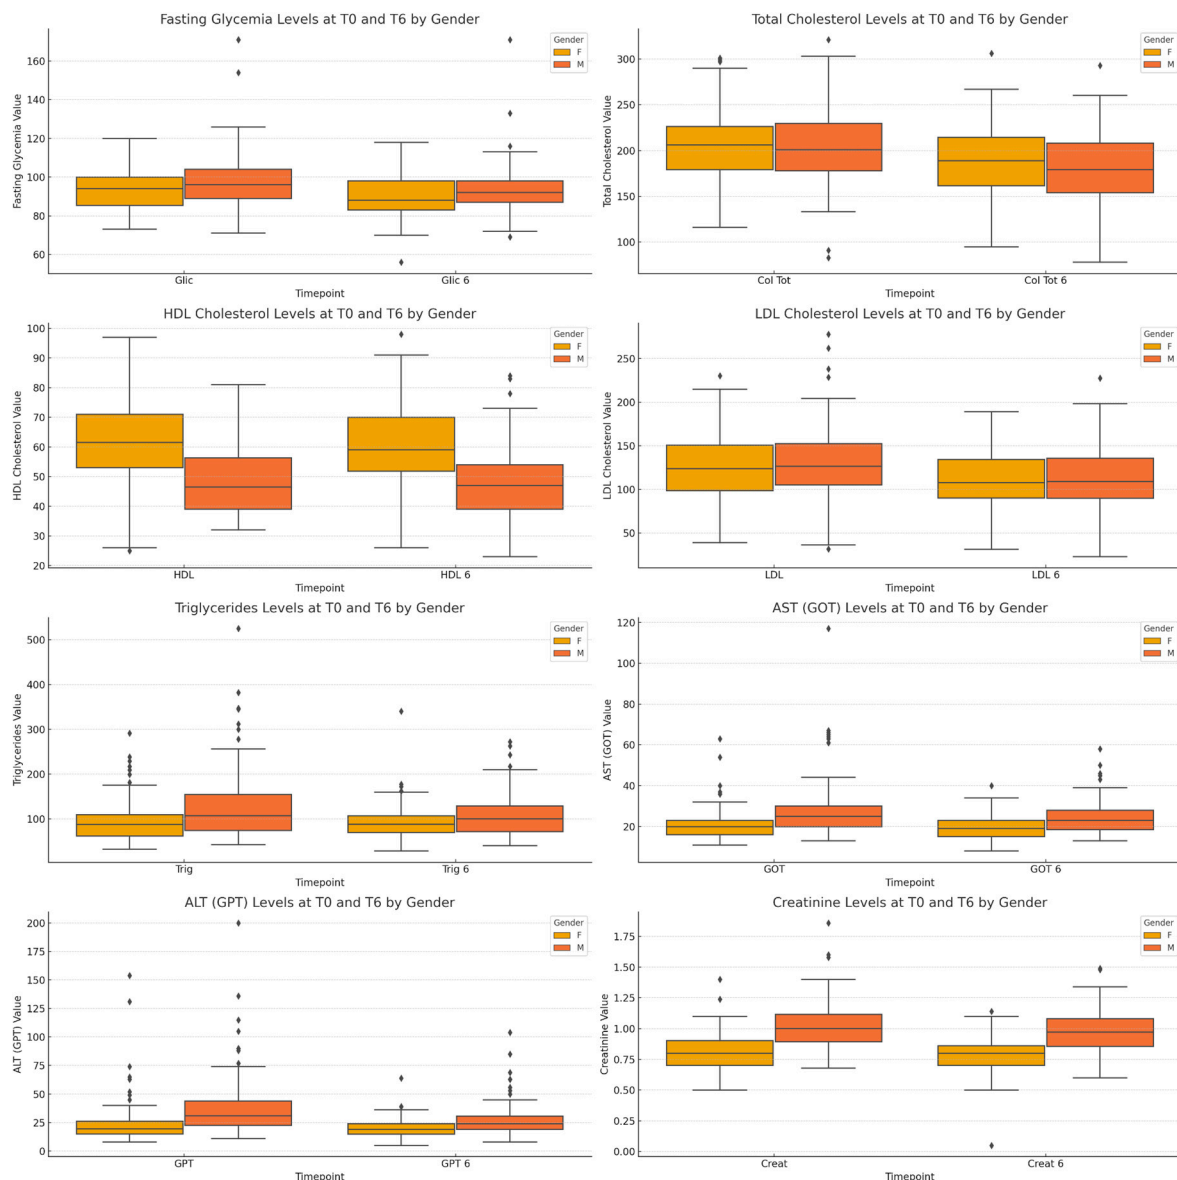 Fasting Glycemia Levels at T0 and T6 by Gender
Fasting Glycemia Value
160
140
120
100
80
60
Gender
F
M
Glic
Glic 6
Timepoint
Total Cholesterol Levels at T0 and T6 by Gender
Total Cholesterol Value
300
250
200
150
100
Gender
F
M
Col Tot
Col Tot 6
Timepoint
HDL Cholesterol Levels at T0 and T6 by Gender
HDL Cholesterol Value
100
90
80
70
60
50
40
30
20
Gender
F
M
HDL
HDL 6
Timepoint
LDL Cholesterol Levels at T0 and T6 by Gender
LDL Cholesterol Value
250
200
150
100
50
Gender
F
M
LDL
LDL 6
Timepoint
Triglycerides Levels at T0 and T6 by Gender
Triglycerides Value
500
400
300
200
100
Gender
F
M
Trig
Trig 6
Timepoint
AST (GOT) Levels at T0 and T6 by Gender
AST (GOT) Value
120
100
80
60
40
20
Gender
F
M
GOT
GOT 6
Timepoint
ALT (GPT) Levels at T0 and T6 by Gender
ALT (GPT) Value
200
175
150
125
100
75
50
25
0
Gender
F
M
GPT
GPT 6
Timepoint
Creatinine Levels at T0 and T6 by Gender
Creatinine Value
1.75
1.50
1.25
1.00
0.75
0.50
0.25
0.00
Gender
F
M
Creat
Creat 6
Timepoint